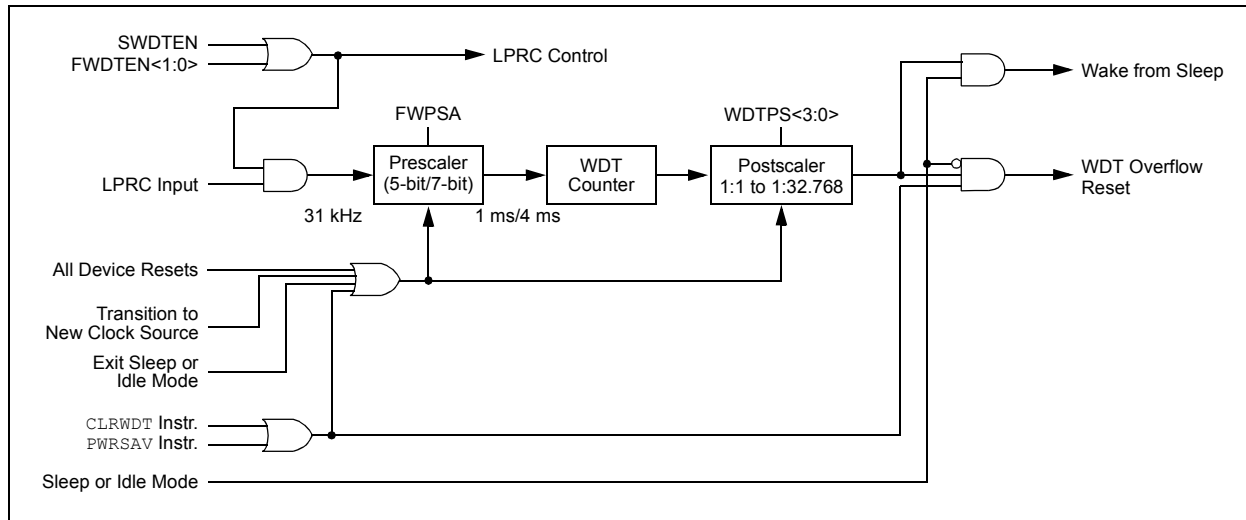 SWDTEN
FWDTEN<1:0>
LPRC Control
Wake from Sleep
FWPSA
WDTPS<3:0>
LPRC Input
Prescaler
(5-bit/7-bit)
WDT
Counter
Postscaler
1:1 to 1:32.768
WDT Overflow
Reset
31 kHz
1 ms/4 ms
All Device Resets
Transition to
New Clock Source
Exit Sleep or
Idle Mode
CLRWDT Instr.
PWRSAV Instr.
Sleep or Idle Mode